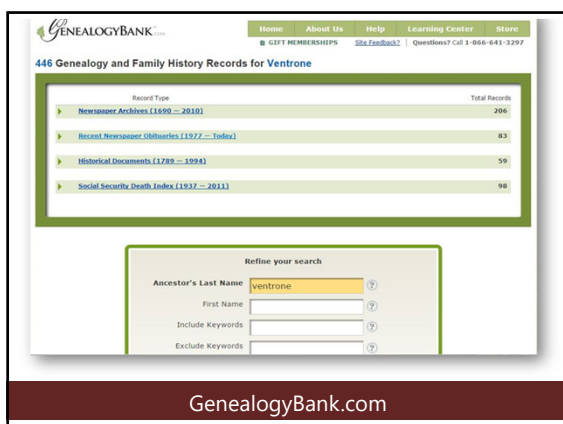 GENEALOGYBANK.COM
Home About Us Help Learning Center Store
GIFT MEMBERSHIPS Site Feedback? Questions? Call 1-866-641-3297
446 Genealogy and Family History Records for Ventrone
Record Type Total Records
Newspaper Archives (1690 — 2010) 206
Recent Newspaper Obituaries (1977 — Today) 83
Historical Documents (1789 — 1994) 59
Social Security Death Index (1937 — 2011) 98
Refine your search
Ancestor's Last Name ventrone ?
First Name ?
Include Keywords ?
Exclude Keywords ?
GenealogyBank.com